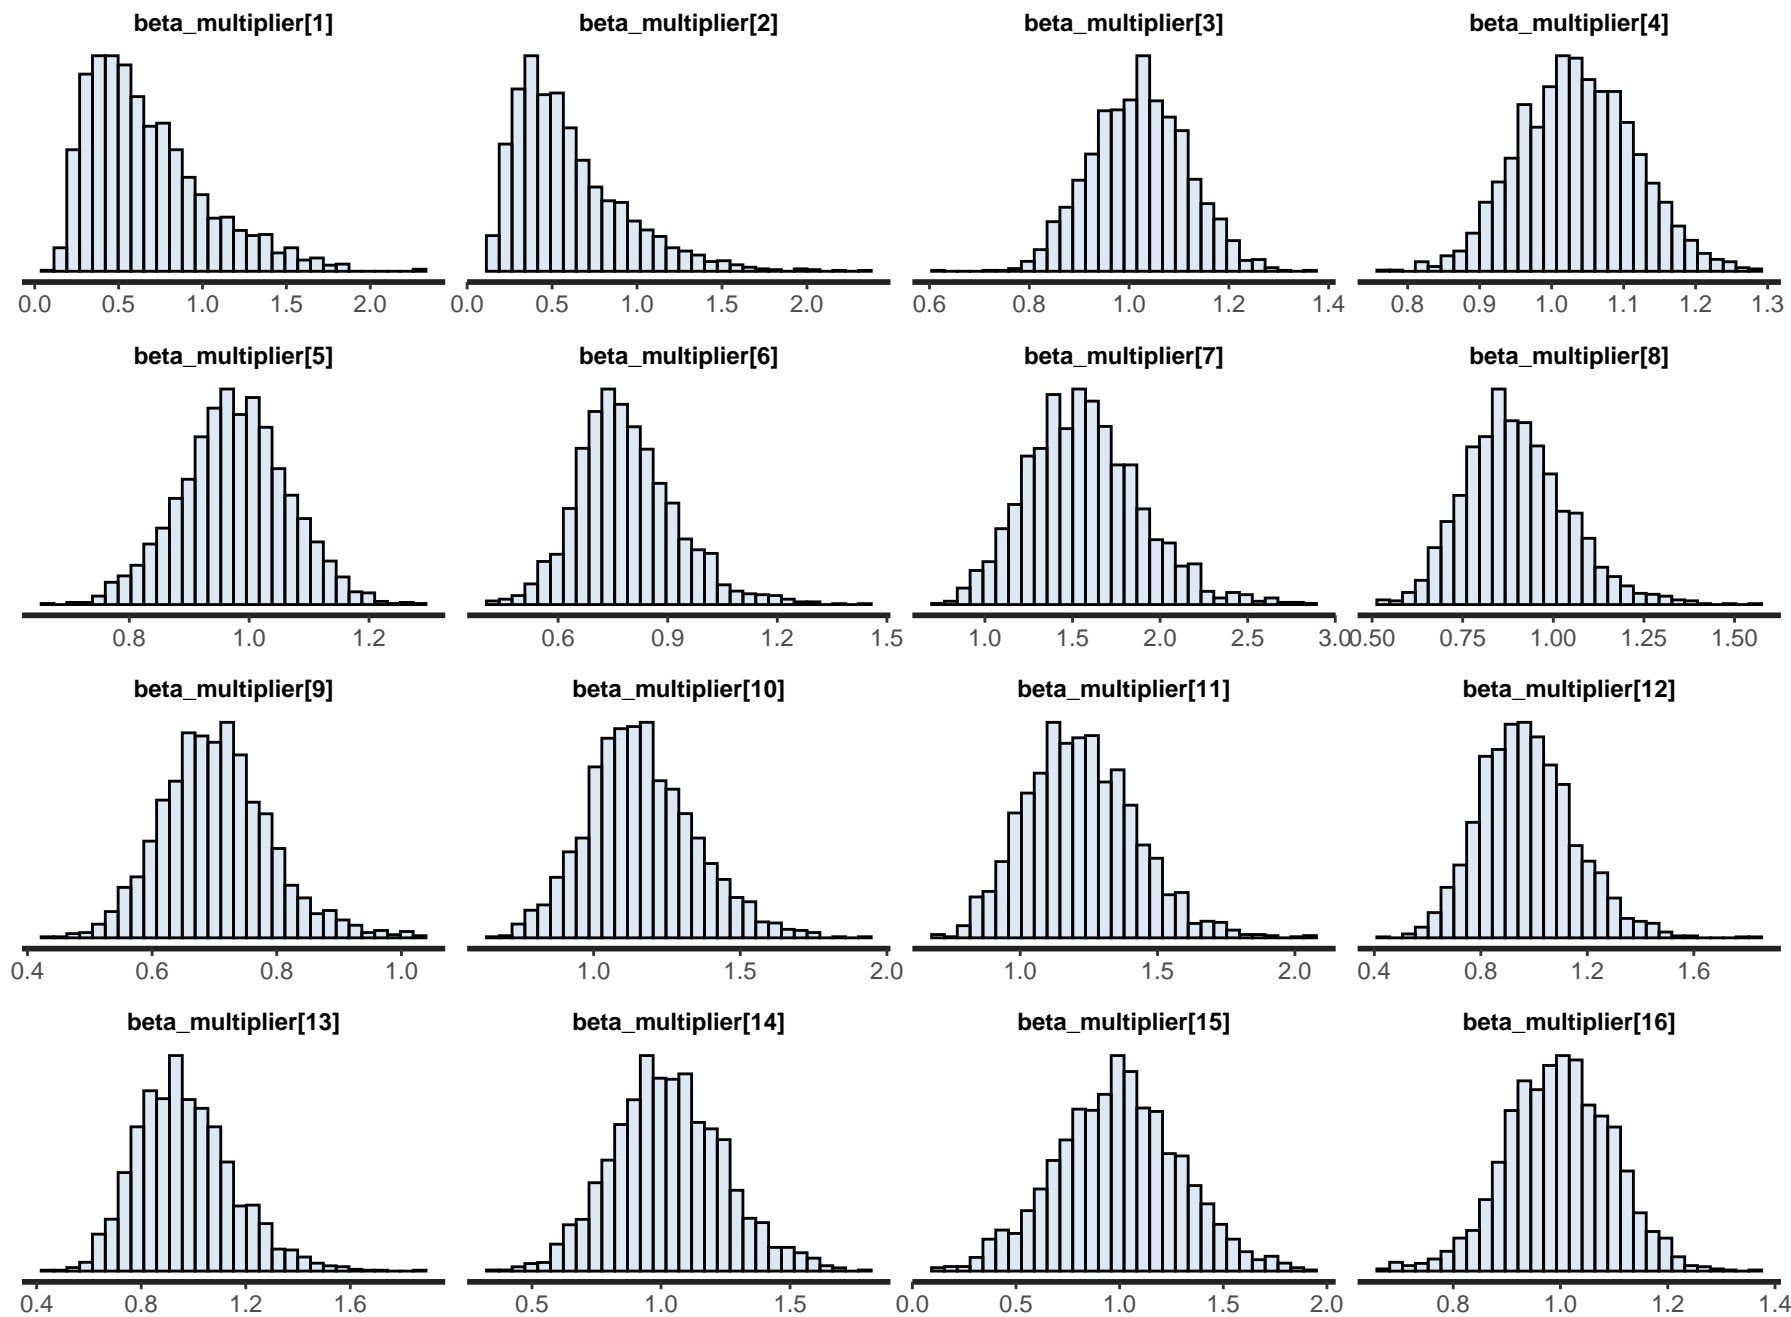 beta_multiplier[1] beta_multiplier[2] beta_multiplier[3] beta_multiplier[4]
0.0 0.5 1.0 1.5 2.0 0.0 0.5 1.0 1.5 2.0 0.6 0.8 1.0 1.2 1.4 0.8 0.9 1.0 1.1 1.2 1.3
beta_multiplier[5] beta_multiplier[6] beta_multiplier[7] beta_multiplier[8]
0.8 1.0 1.2 0.6 0.9 1.2 1.5 1.0 1.5 2.0 2.5 3.0 0.50 0.75 1.00 1.25 1.50
beta_multiplier[9] beta_multiplier[10] beta_multiplier[11] beta_multiplier[12]
0.4 0.6 0.8 1.0 1.0 1.5 2.0 1.0 1.5 2.0 0.4 0.8 1.2 1.6
beta_multiplier[13] beta_multiplier[14] beta_multiplier[15] beta_multiplier[16]
0.4 0.8 1.2 1.6 0.5 1.0 1.5 0.0 0.5 1.0 1.5 2.0 0.8 1.0 1.2 1.4